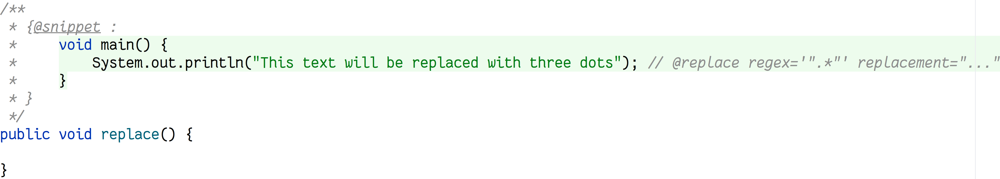 /**
 * {@snippet :
 *     void main() {
 *         System.out.println("This text will be replaced with three dots"); // @replace regex='".*"' replacement="..."
 *     }
 * }
 */
public void replace() {
}